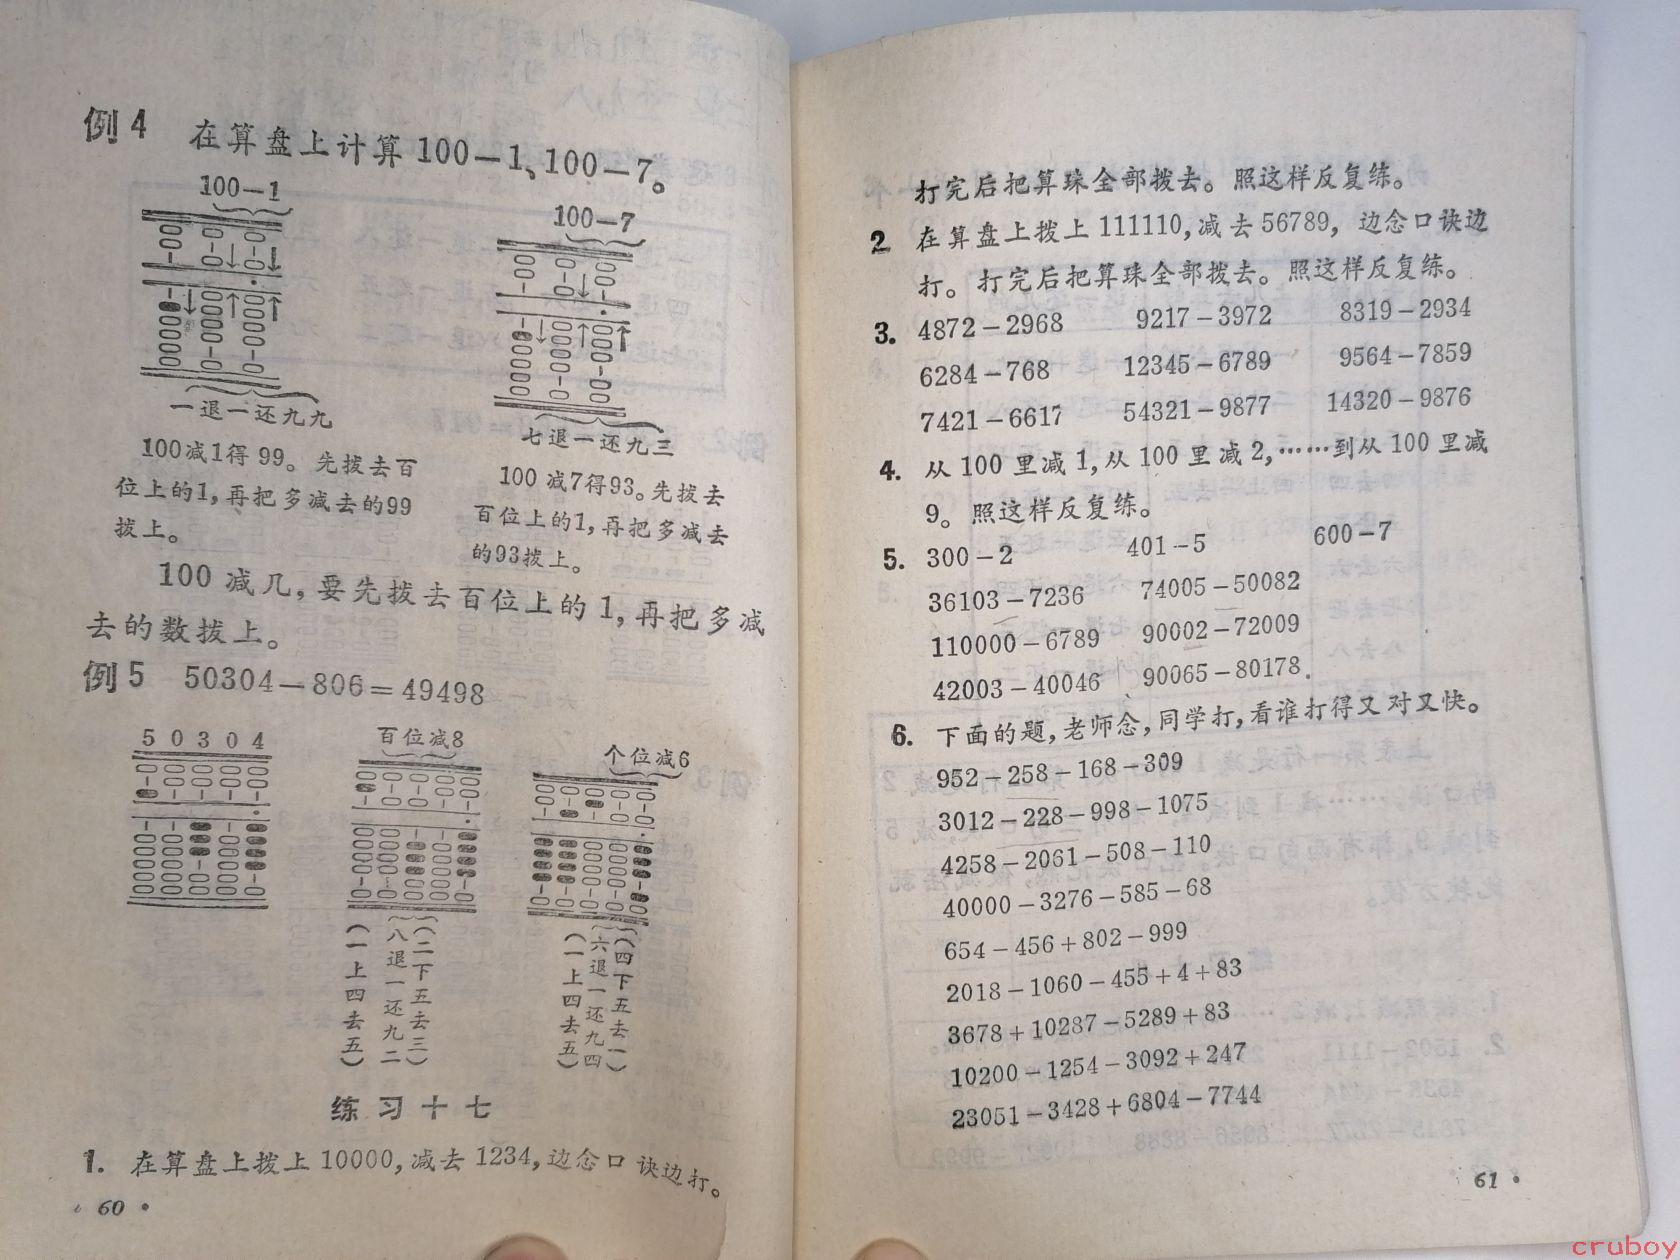 例4 在算盘上计算100－1、100－7。
100－1
100－7
一退一还九九
七退一还九三
100减1得99。先拨去百
位上的1,再把多减去的99
拨上。
100减7得93。先拨去
百位上的1,再把多减去
的93拨上。
100减几,要先拨去百位上的1,再把多减
去的数拨上。
例5 50304－806＝49498
5 0 3 0 4
百位减8
个位减6
(一上四去五)
八退一还九二
(二下五去三)
(一上四去五)
六退一还九四
(四下五去一)
练习十七
1. 在算盘上拨上10000,减去1234,边念口诀边打。
60 ·
打完后把算珠全部拨去。照这样反复练。
2 在算盘上拨上111110,减去56789, 边念口诀边
打。打完后把算珠全部拨去。照这样反复练。
3. 4872－2968 9217－3972 8319－2934
6284－768 12345－6789 9564－7859
7421－6617 54321－9877 14320－9876
4. 从100里减1,从100里减2,……到从100里减
9。照这样反复练。
5. 300－2 401－5 600－7
36103－7236 74005－50082
110000－6789 90002－72009
42003－40046 90065－80178
6. 下面的题,老师念,同学打,看谁打得又对又快。
952－258－168－309
3012－228－998－1075
4258－2061－508－110
40000－3276－585－68
654－456＋802－999
2018－1060－455＋4＋83
3678＋10287－5289＋83
10200－1254－3092＋247
23051－3428＋6804－7744
61 ·
cruboy